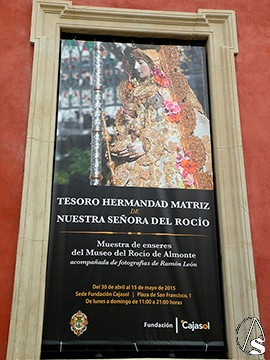 TESORO HERMANDAD MATRIZ
DE
NUESTRA SEÑORA DEL ROCÍO
Muestra de enseres
del Museo del Rocío de Almonte
acompañada de fotografías de Ramón León
Del 30 de abril al 15 de mayo de 2015
Sede Fundación Cajasol | Plaza de San Francisco, 1
De lunes a domingo de 11:00 a 21:00 horas
Fundación | Cajasol